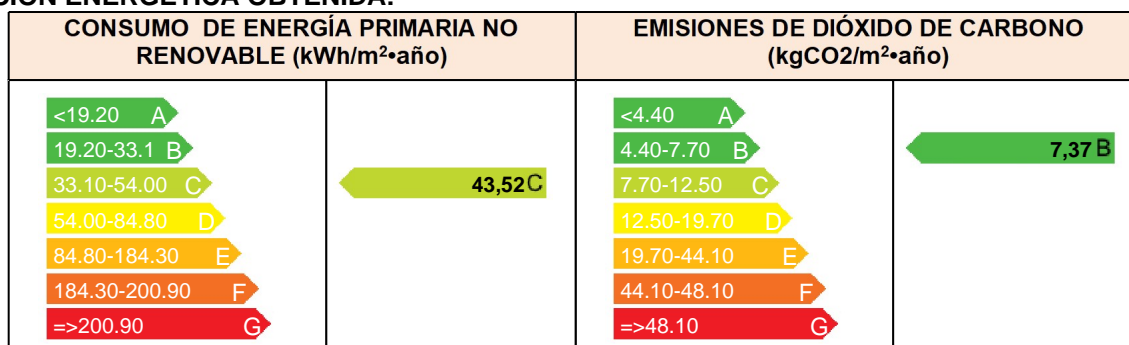 CONSUMO DE ENERGÍA PRIMARIA NO
RENOVABLE (kWh/m²•año)
EMISIONES DE DIÓXIDO DE CARBONO
(kgCO2/m²•año)
<19.20 A
19.20-33.1 B
33.10-54.00 C
54.00-84.80 D
84.80-184.30 E
184.30-200.90 F
=>200.90 G
43,52 C
<4.40 A
4.40-7.70 B
7.70-12.50 C
12.50-19.70 D
19.70-44.10 E
44.10-48.10 F
=>48.10 G
7,37 B